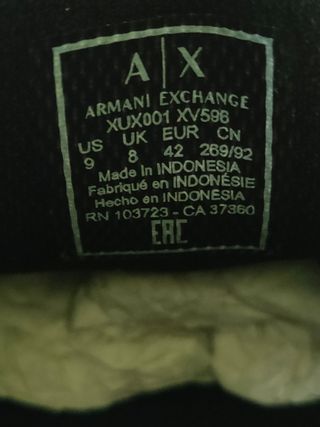 A|X
ARMANI EXCHANGE
XUX001 XV596
US UK EUR CN
9 8 42 269/92
Made in INDONESIA
Fabriqué en INDONÉSIE
Hecho en INDONESIA
RN 103723 - CA 37360
EAC